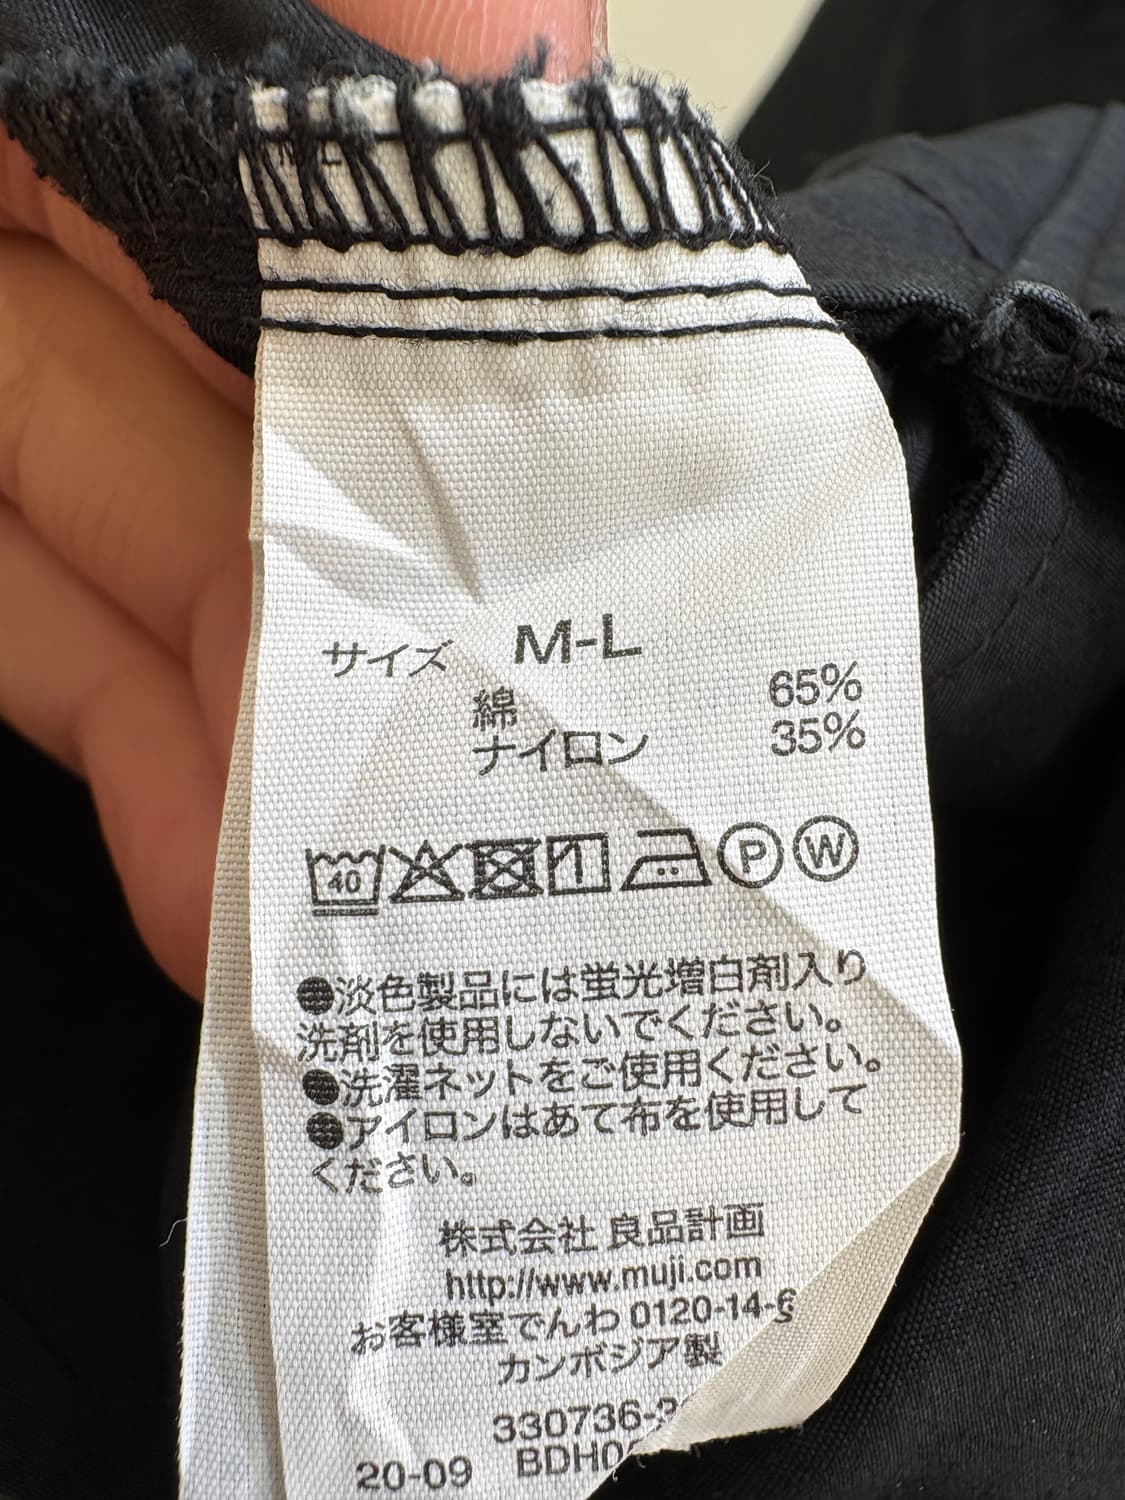 サイズ M-L
綿 65%
ナイロン 35%
40 P W
●淡色製品には蛍光増白剤入り
洗剤を使用しないでください。
●洗濯ネットをご使用ください。
●アイロンはあて布を使用して
ください。
株式会社 良品計画
http://www.muji.com
お客様室でんわ 0120-14-6
カンボジア製
330736-3
20-09 BDH0